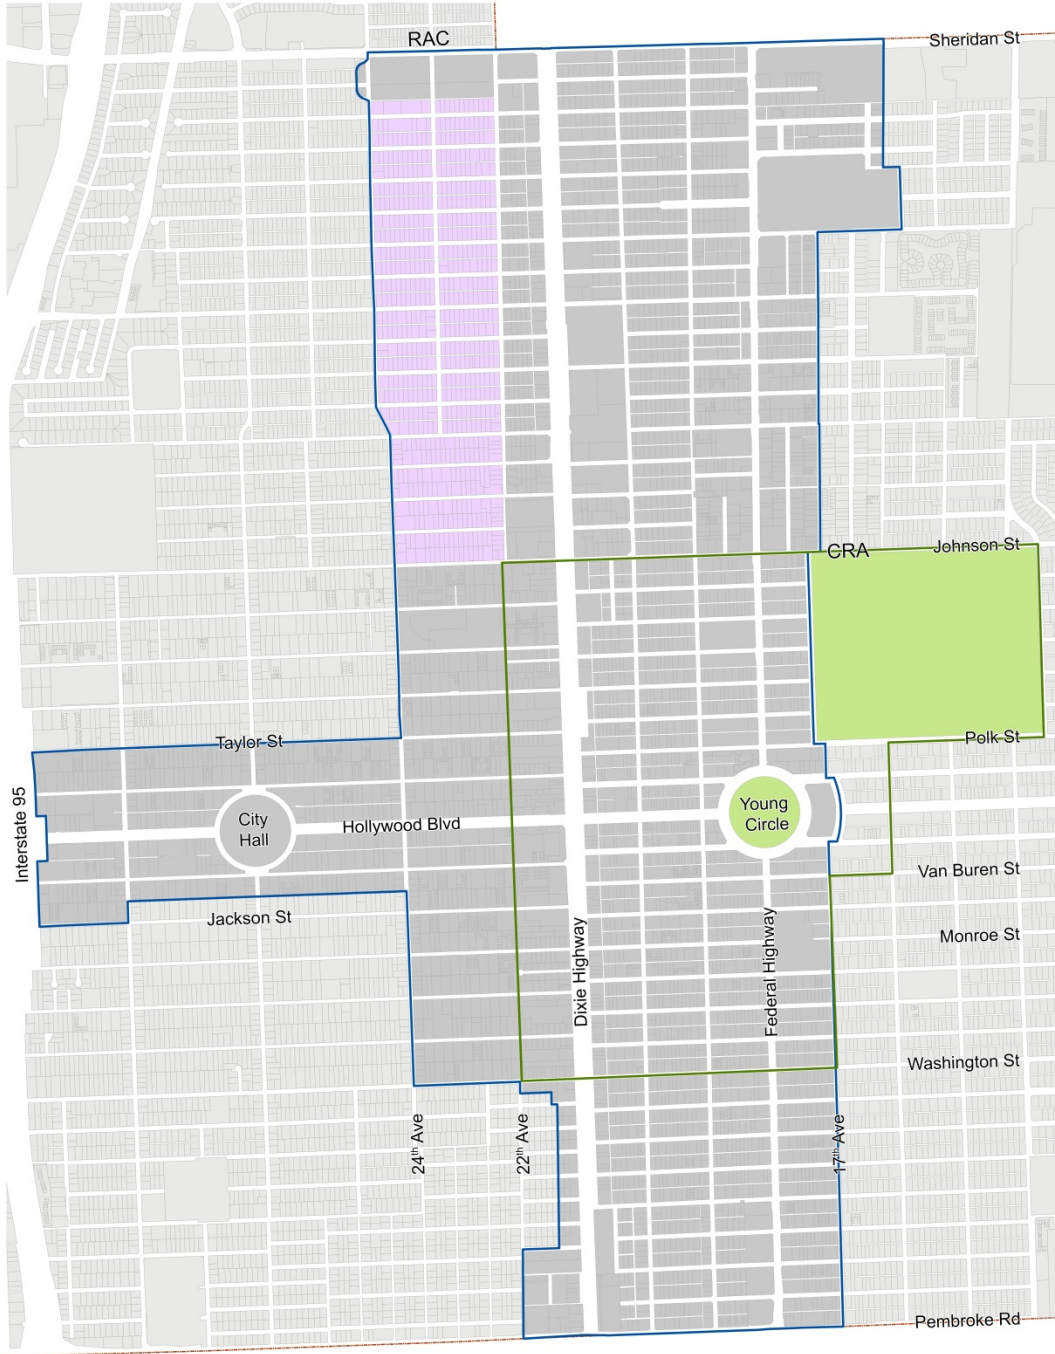 RAC
Sheridan St
CRA
Johnson St
Taylor St
Polk St
Interstate 95
City
Hall
Hollywood Blvd
Young
Circle
Van Buren St
Jackson St
Monroe St
Dixie Highway
Federal Highway
Washington St
24th Ave
22th Ave
17th Ave
Pembroke Rd